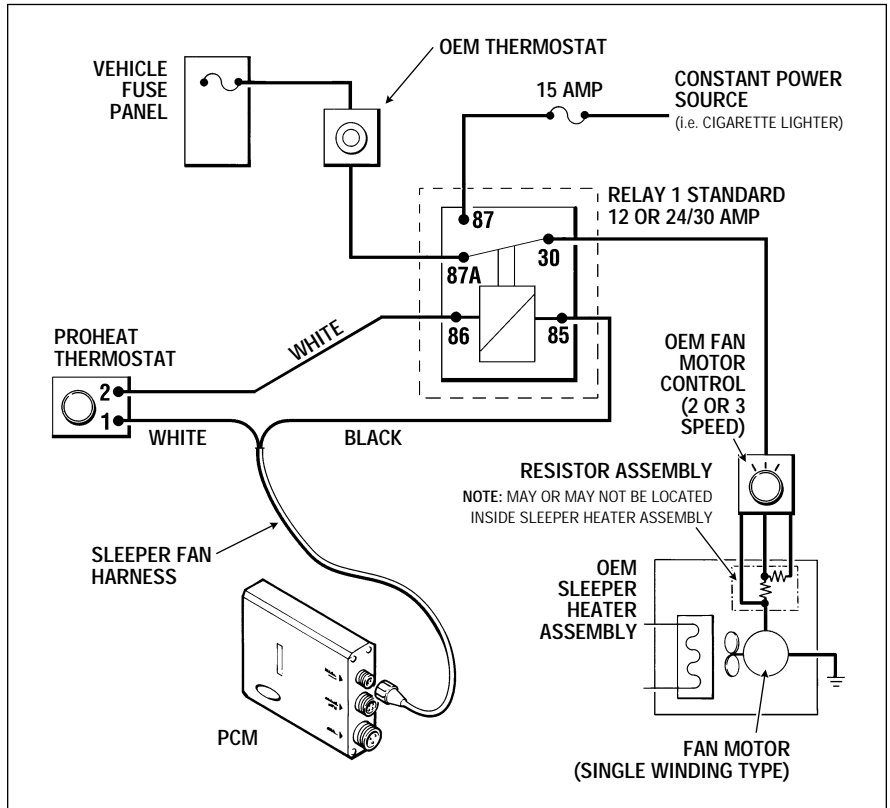 VEHICLE
FUSE
PANEL
OEM THERMOSTAT
15 AMP
CONSTANT POWER
SOURCE
(i.e. CIGARETTE LIGHTER)
RELAY 1 STANDARD
12 OR 24/30 AMP
87
87A
30
86
85
PROHEAT
THERMOSTAT
2
1
WHITE
WHITE
BLACK
OEM FAN
MOTOR
CONTROL
(2 OR 3
SPEED)
RESISTOR ASSEMBLY
NOTE: MAY OR MAY NOT BE LOCATED
INSIDE SLEEPER HEATER ASSEMBLY
SLEEPER FAN
HARNESS
OEM
SLEEPER
HEATER
ASSEMBLY
PCM
FAN MOTOR
(SINGLE WINDING TYPE)